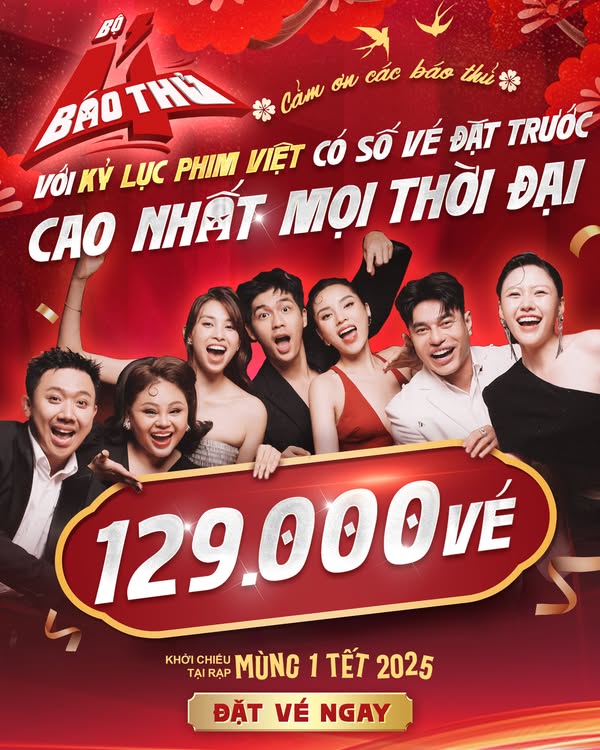 BỘ
4
BÁO THỦ
Cảm ơn các báo thủ
VỚI KỶ LỤC PHIM VIỆT CÓ SỐ VÉ ĐẶT TRƯỚC
CAO NHẤT MỌI THỜI ĐẠI
129.000 VÉ
KHỞI CHIẾU
TẠI RẠP
MÙNG 1 TẾT 2025
ĐẶT VÉ NGAY